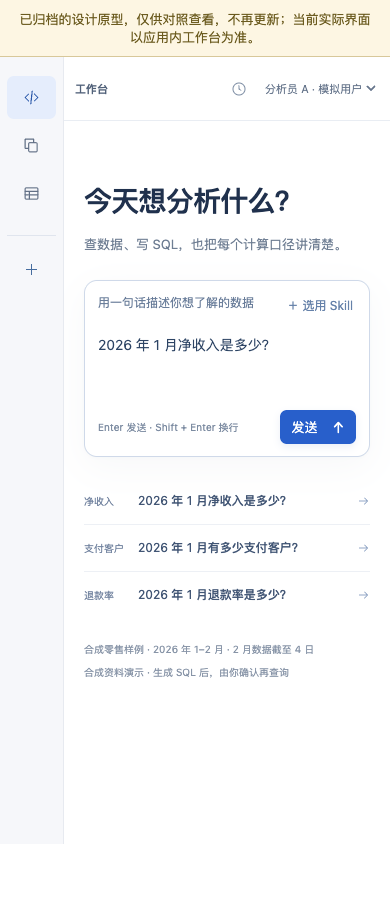 已归档的设计原型，仅供对照查看，不再更新；当前实际界面
以应用内工作台为准。
工作台
分析员 A · 模拟用户
今天想分析什么?
查数据、写 SQL，也把每个计算口径讲清楚。
用一句话描述你想了解的数据
+ 选用 Skill
2026 年 1 月净收入是多少?
Enter 发送 · Shift + Enter 换行
发送 ↑
净收入 2026 年 1 月净收入是多少? →
支付客户 2026 年 1 月有多少支付客户? →
退款率 2026 年 1 月退款率是多少? →
合成零售样例 · 2026 年 1–2 月 · 2 月数据截至 4 日
合成资料演示 · 生成 SQL 后，由你确认再查询